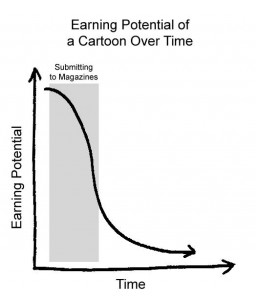 Earning Potential of
a Cartoon Over Time
Submitting
to Magazines
Earning Potential
Time